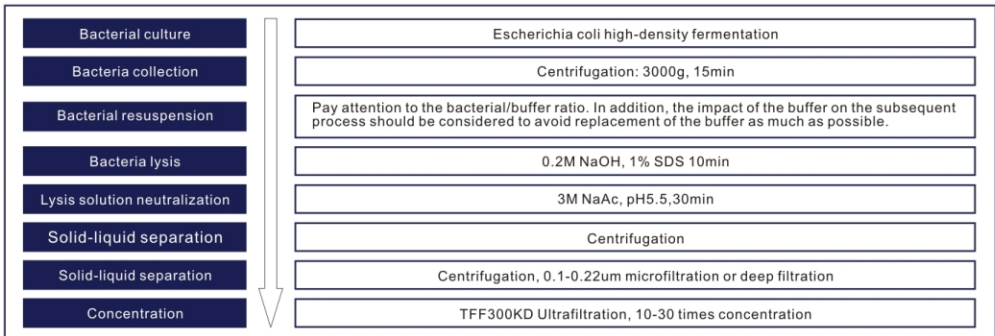 Bacterial culture
Escherichia coli high-density fermentation
Bacteria collection
Centrifugation: 3000g, 15min
Bacterial resuspension
Pay attention to the bacterial/buffer ratio. In addition, the impact of the buffer on the subsequent
process should be considered to avoid replacement of the buffer as much as possible.
Bacteria lysis
0.2M NaOH, 1% SDS 10min
Lysis solution neutralization
3M NaAc, pH5.5,30min
Solid-liquid separation
Centrifugation
Solid-liquid separation
Centrifugation, 0.1-0.22um microfiltration or deep filtration
Concentration
TFF300KD Ultrafiltration, 10-30 times concentration